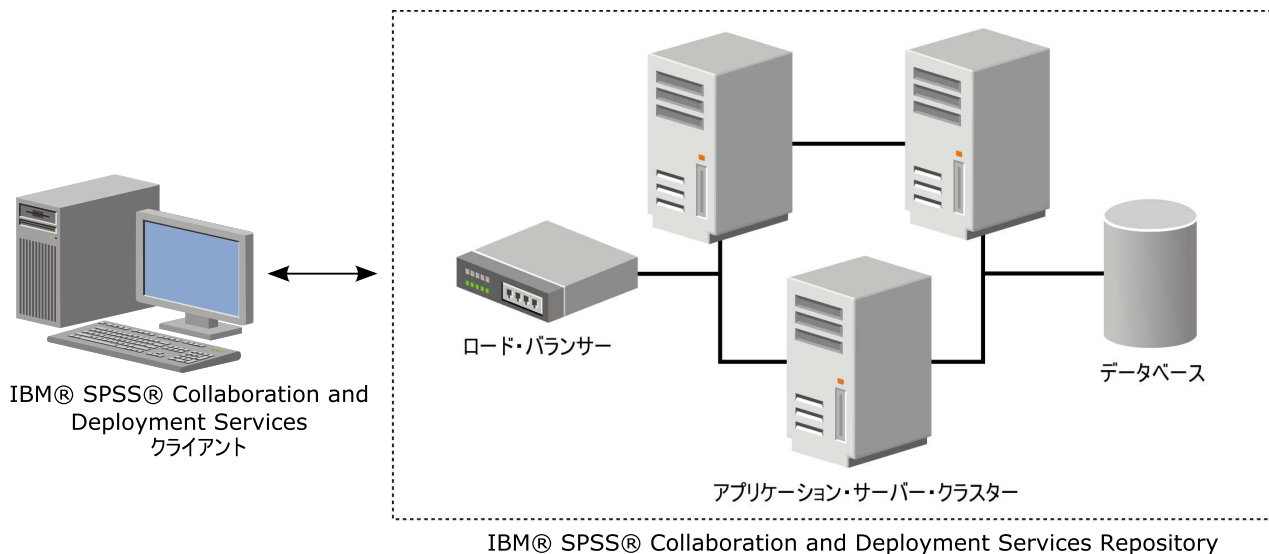 IBM® SPSS® Collaboration and
Deployment Services
クライアント
ロード・バランサー
アプリケーション・サーバー・クラスター
データベース
IBM® SPSS® Collaboration and Deployment Services Repository